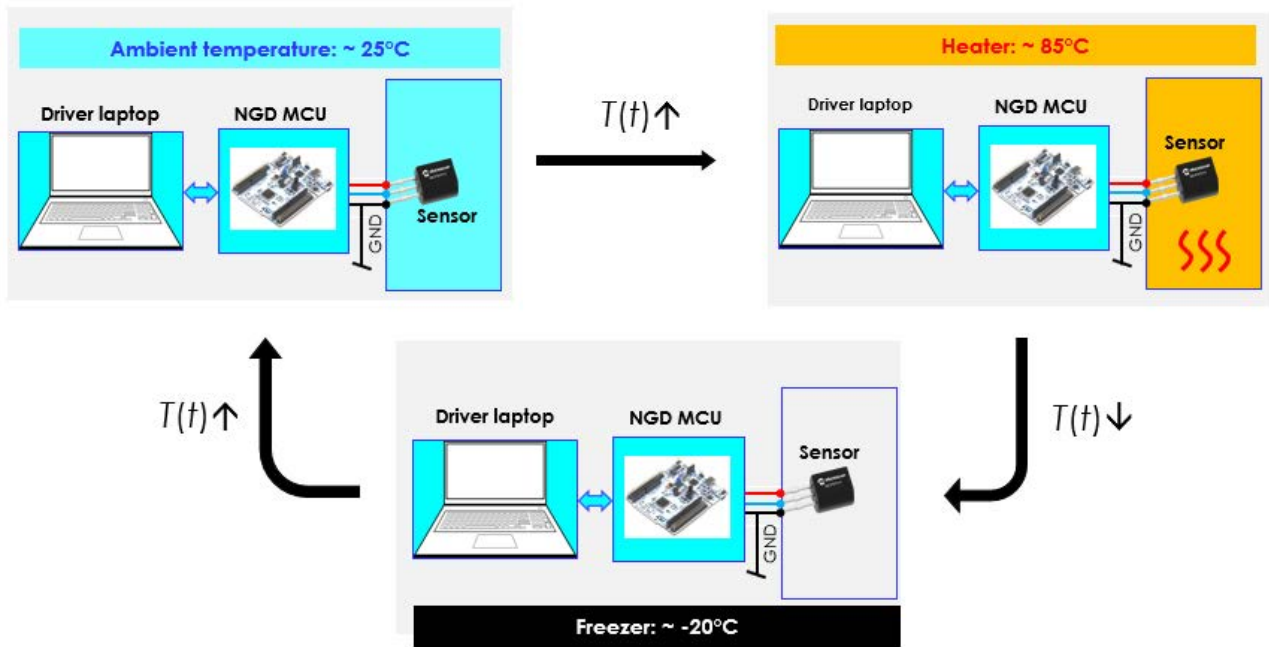 Ambient temperature: ~ 25°C
Driver laptop
NGD MCU
Sensor
GND
T(t)↑
Heater: ~ 85°C
Driver laptop
NGD MCU
Sensor
GND
T(t)↑
T(t)↓
Driver laptop
NGD MCU
Sensor
GND
Freezer: ~ -20°C